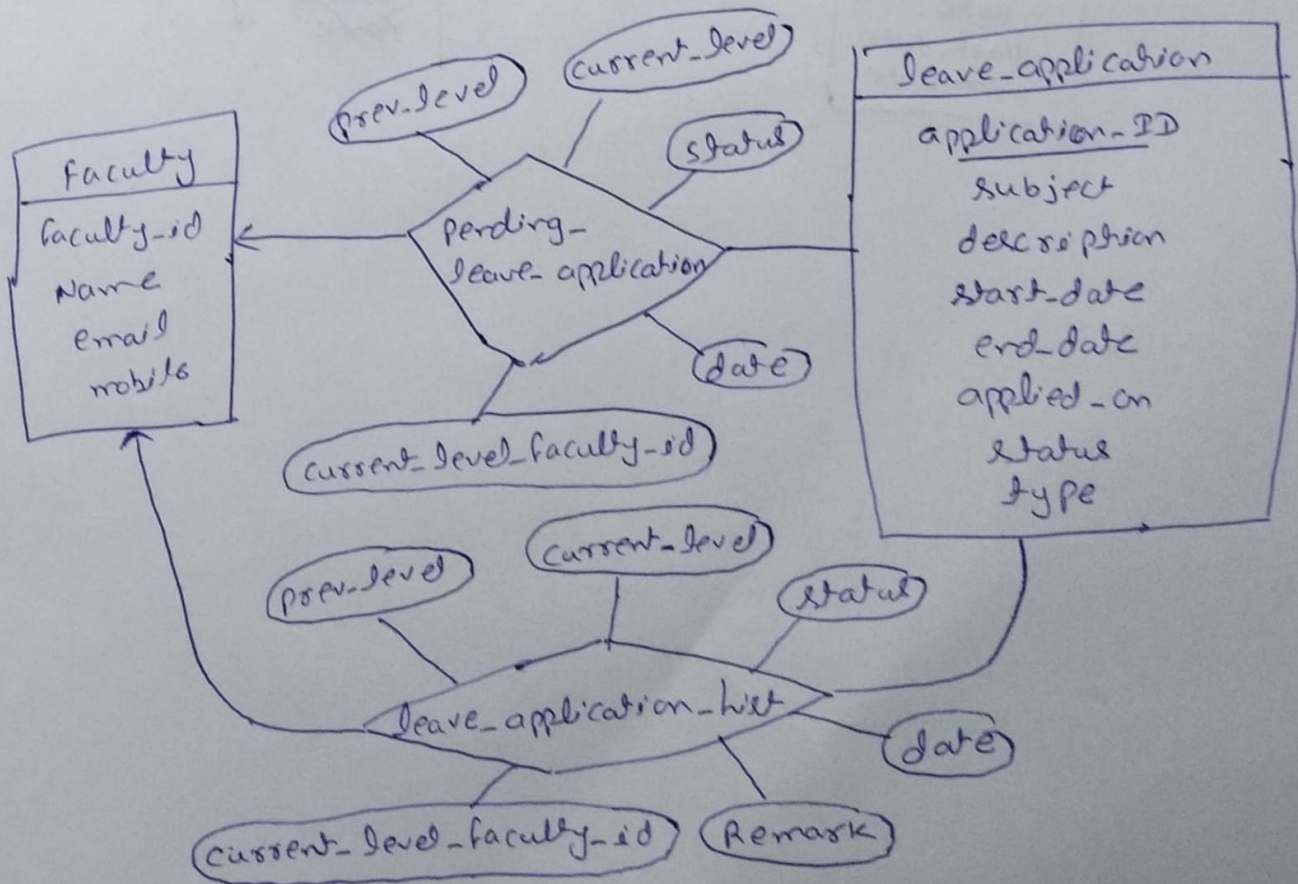 faculty
faculty_id
Name
email
mobile
prev_level
current_level
status
pending_
leave_application
date
current_level_faculty_id
leave_application
application_ID
subject
description
start_date
end_date
applied_on
status
type
prev_level
current_level
status
leave_application_hist
date
current_level_faculty_id
Remark